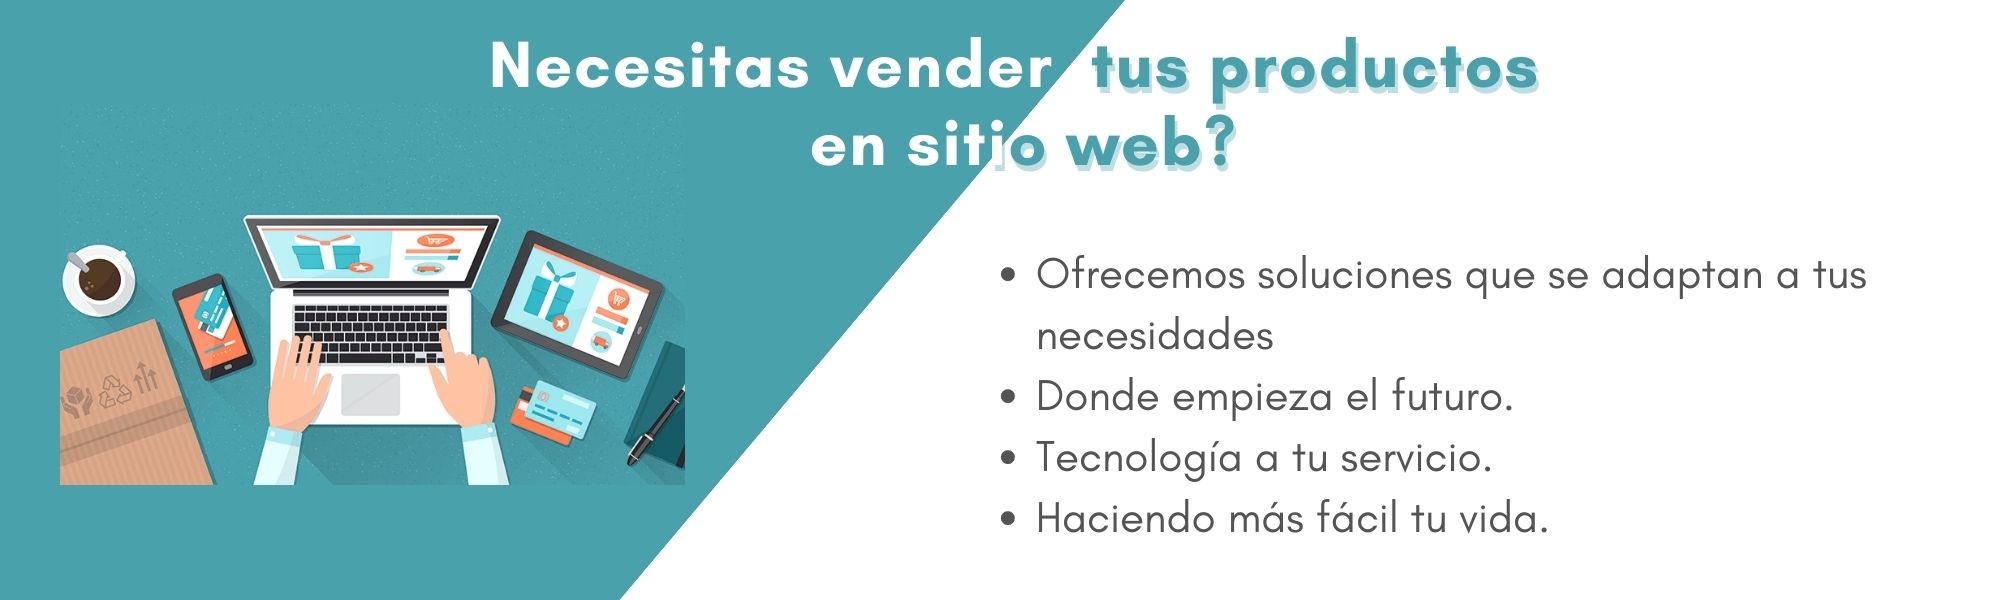 Necesitas vender tus productos
en sitio web?
• Ofrecemos soluciones que se adaptan a tus
necesidades
• Donde empieza el futuro.
• Tecnología a tu servicio.
• Haciendo más fácil tu vida.